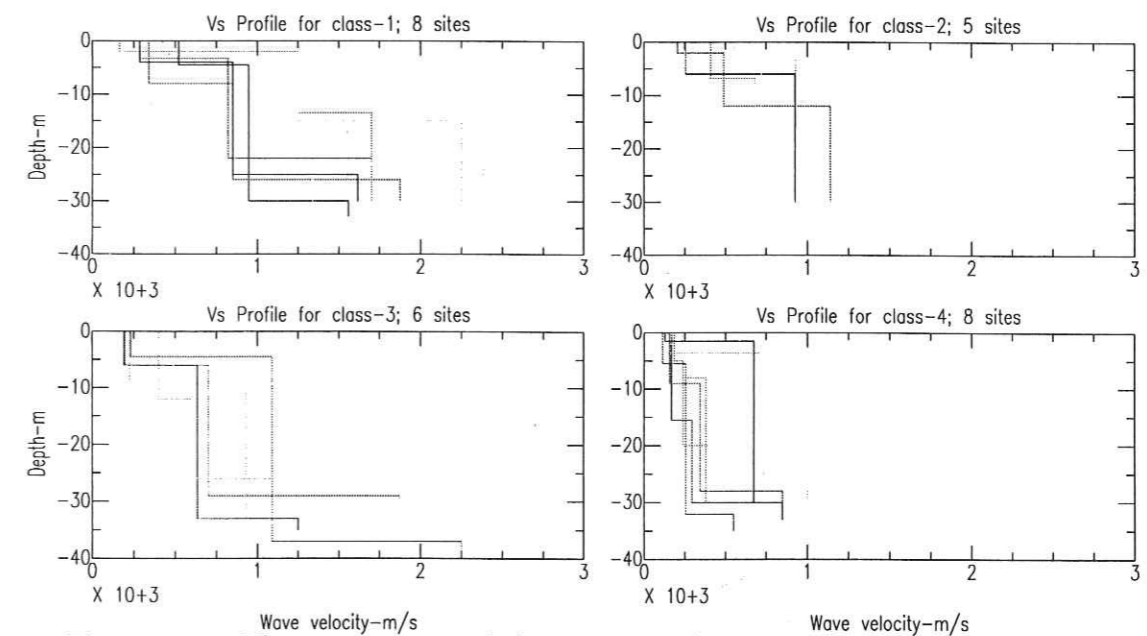 Vs Profile for class-1; 8 sites
0
-10
-20
-30
-40
Depth-m
0 1 2 3
X 10+3
Vs Profile for class-2; 5 sites
0
-10
-20
-30
-40
0 1 2 3
X 10+3
Vs Profile for class-3; 6 sites
0
-10
-20
-30
-40
Depth-m
0 1 2 3
X 10+3
Wave velocity-m/s
Vs Profile for class-4; 8 sites
0
-10
-20
-30
-40
0 1 2 3
X 10+3
Wave velocity-m/s